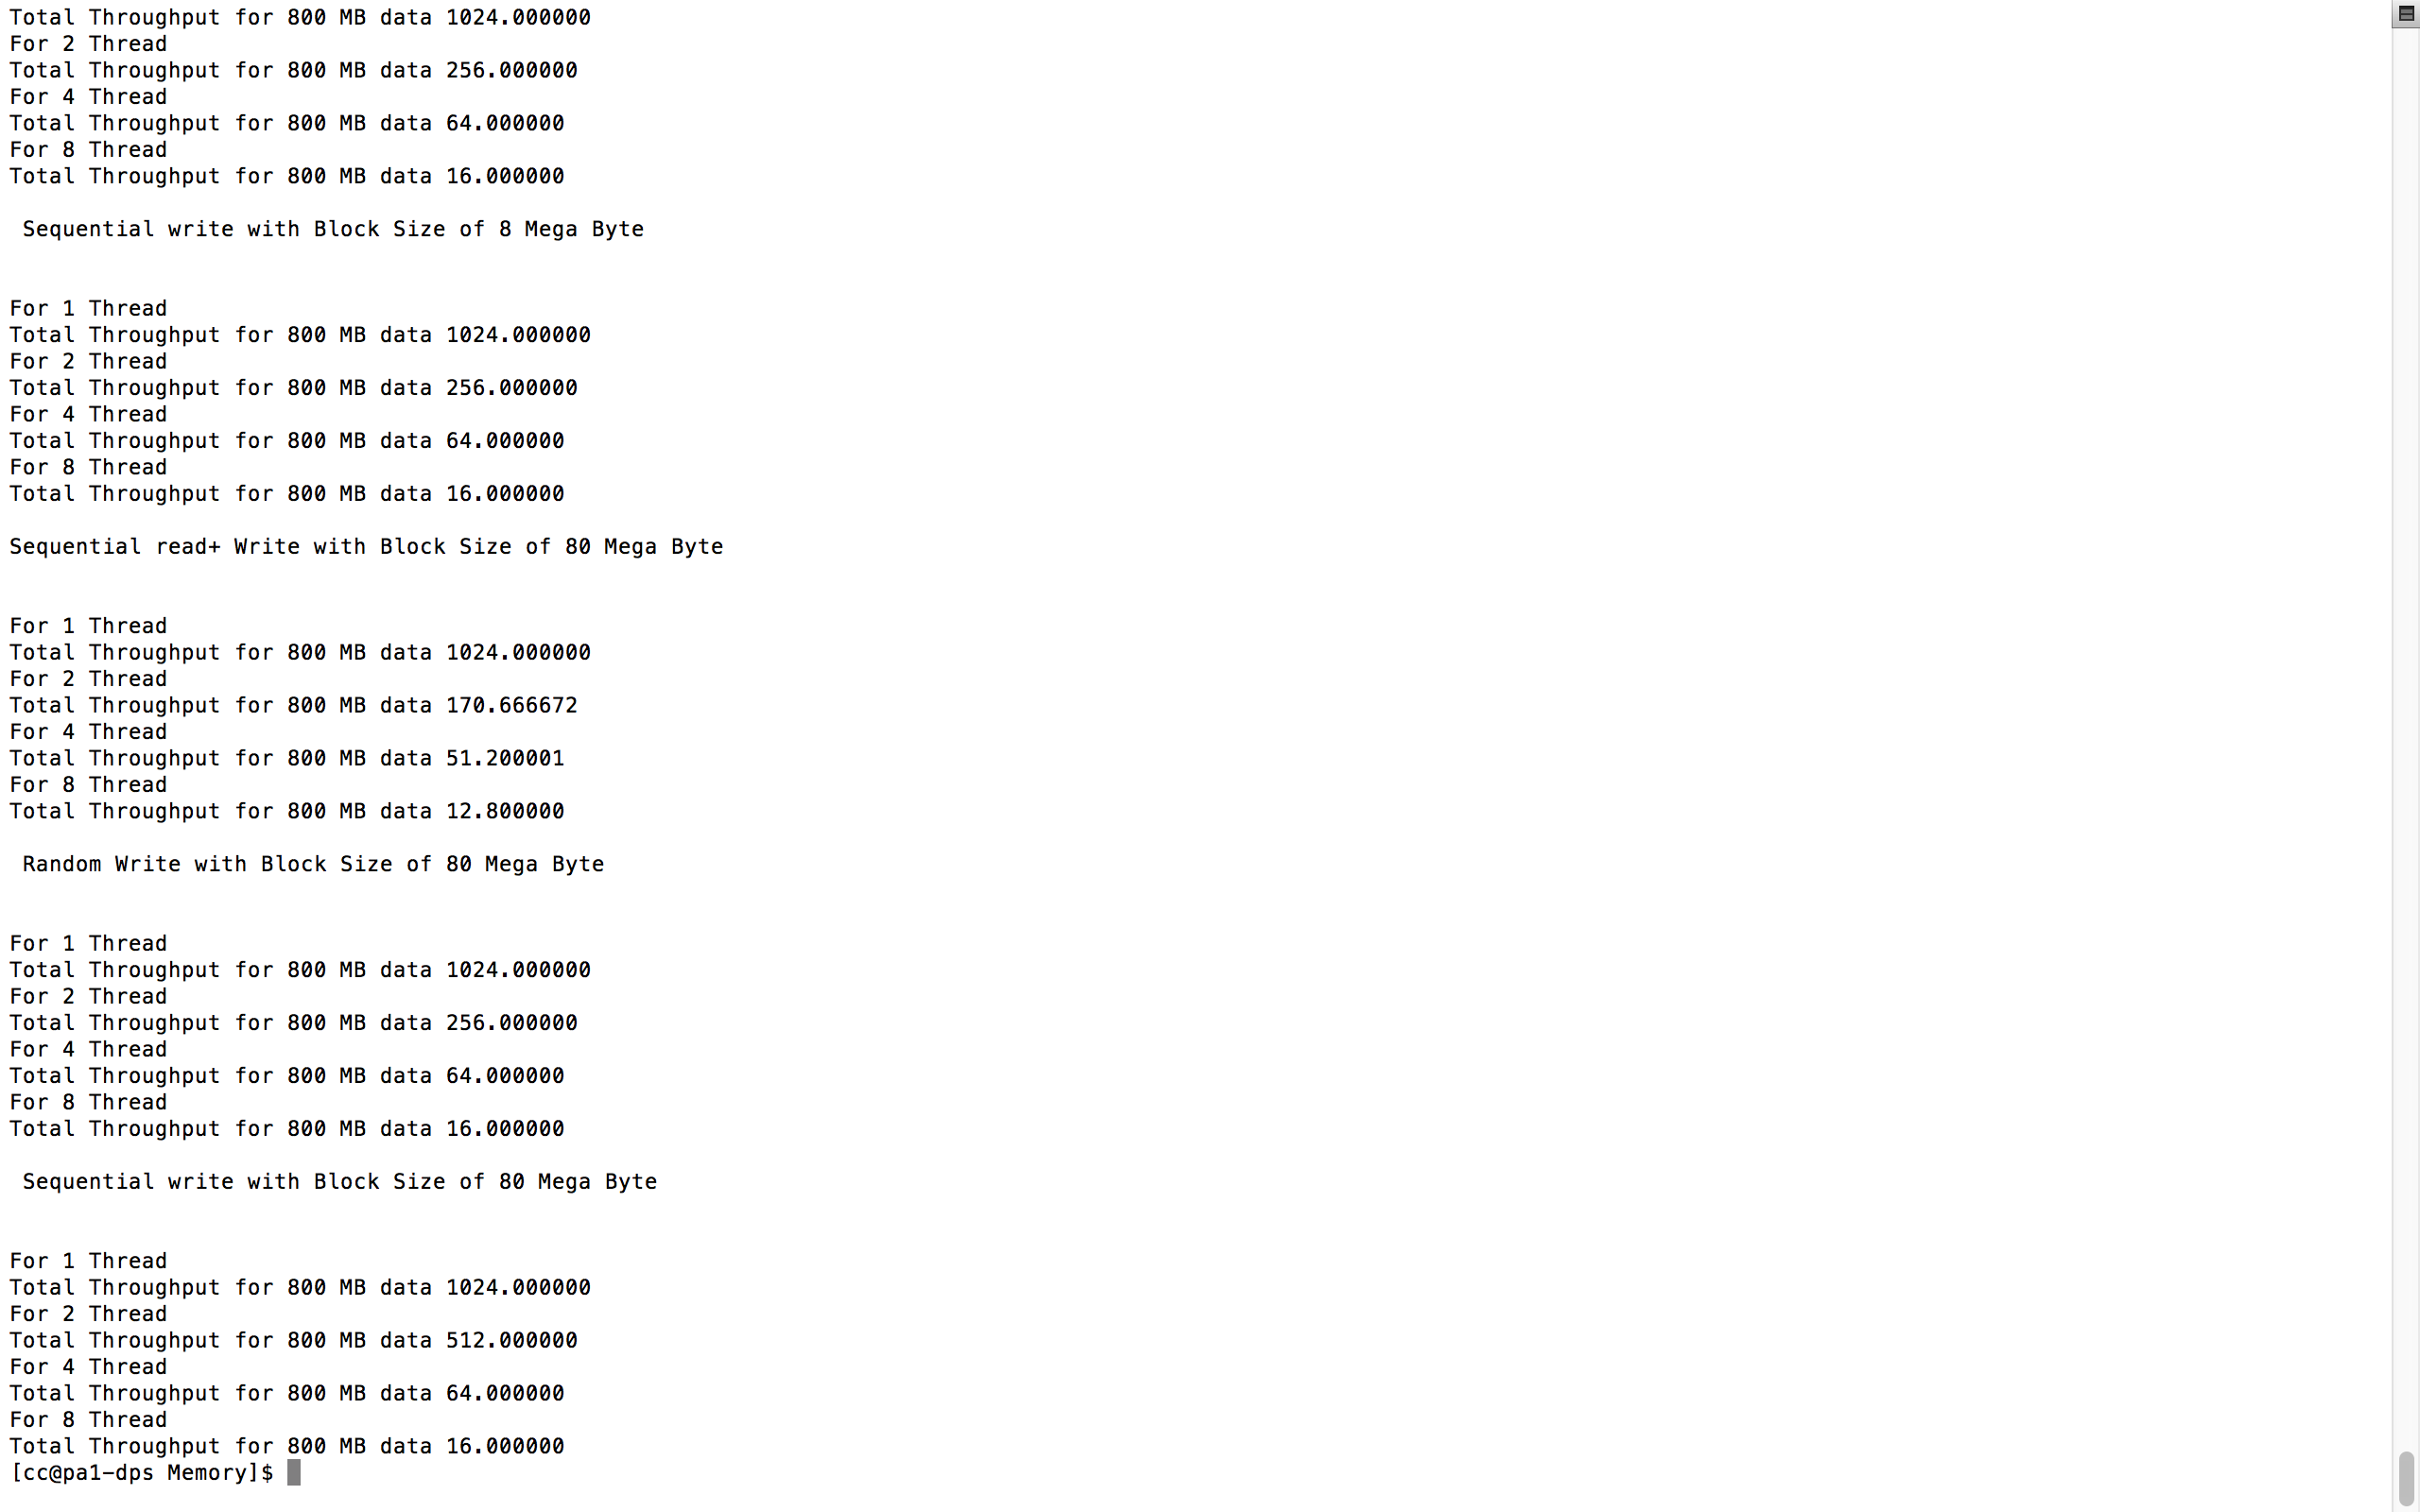 Total Throughput for 800 MB data 1024.000000
For 2 Thread
Total Throughput for 800 MB data 256.000000
For 4 Thread
Total Throughput for 800 MB data 64.000000
For 8 Thread
Total Throughput for 800 MB data 16.000000
Sequential write with Block Size of 8 Mega Byte
For 1 Thread
Total Throughput for 800 MB data 1024.000000
For 2 Thread
Total Throughput for 800 MB data 256.000000
For 4 Thread
Total Throughput for 800 MB data 64.000000
For 8 Thread
Total Throughput for 800 MB data 16.000000
Sequential read+ Write with Block Size of 80 Mega Byte
For 1 Thread
Total Throughput for 800 MB data 1024.000000
For 2 Thread
Total Throughput for 800 MB data 170.666672
For 4 Thread
Total Throughput for 800 MB data 51.200001
For 8 Thread
Total Throughput for 800 MB data 12.800000
Random Write with Block Size of 80 Mega Byte
For 1 Thread
Total Throughput for 800 MB data 1024.000000
For 2 Thread
Total Throughput for 800 MB data 256.000000
For 4 Thread
Total Throughput for 800 MB data 64.000000
For 8 Thread
Total Throughput for 800 MB data 16.000000
Sequential write with Block Size of 80 Mega Byte
For 1 Thread
Total Throughput for 800 MB data 1024.000000
For 2 Thread
Total Throughput for 800 MB data 512.000000
For 4 Thread
Total Throughput for 800 MB data 64.000000
For 8 Thread
Total Throughput for 800 MB data 16.000000
[cc@pa1-dps Memory]$